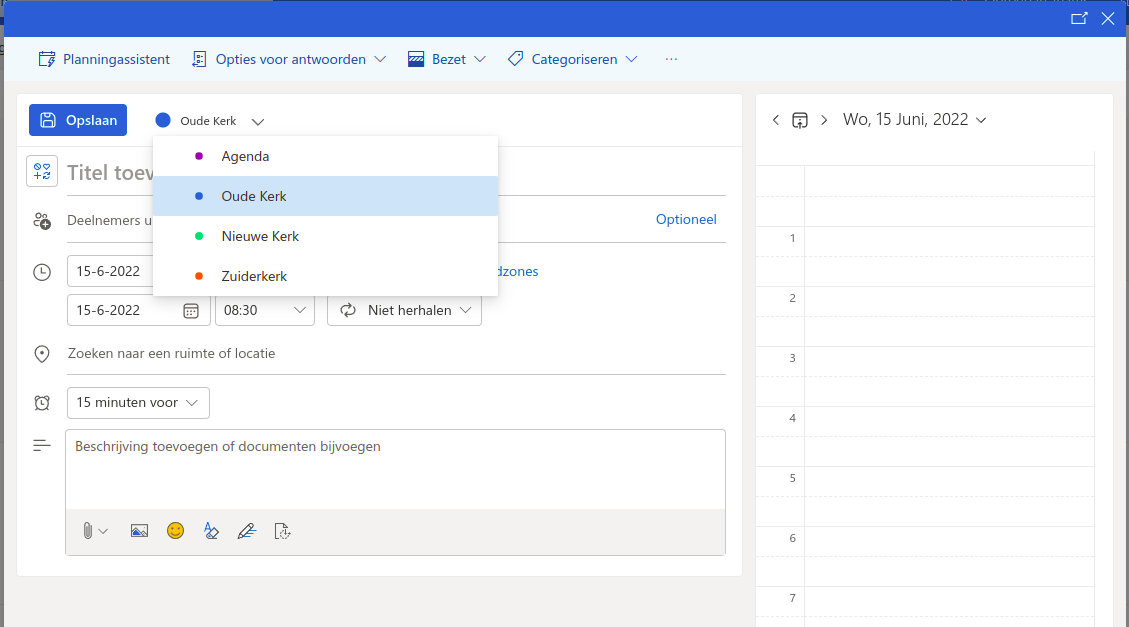 Planningassistent Opties voor antwoorden Bezet Categoriseren ...
Opslaan Oude Kerk
Agenda
Oude Kerk
Nieuwe Kerk
Zuiderkerk
Titel toev
Deelnemers u Optioneel
15-6-2022 dzones
15-6-2022 08:30 Niet herhalen
Zoeken naar een ruimte of locatie
15 minuten voor
Beschrijving toevoegen of documenten bijvoegen
Wo, 15 Juni, 2022
1
2
3
4
5
6
7